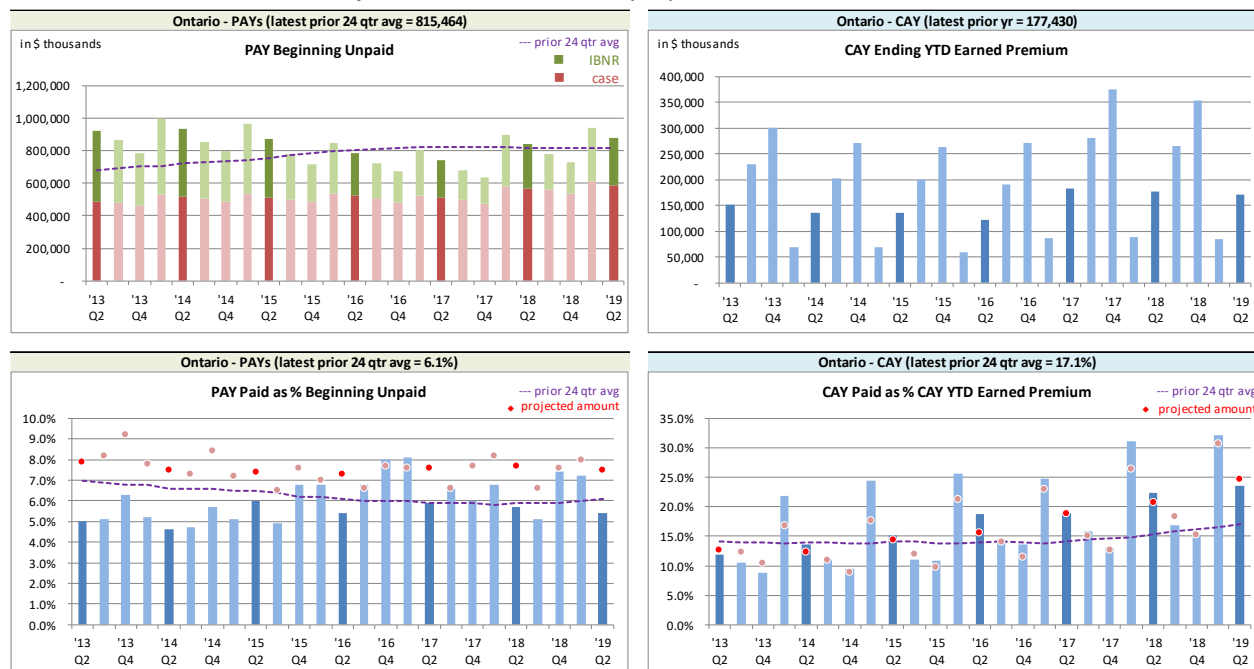 Ontario - PAYs (latest prior 24 qtr avg = 815,464)
in $ thousands
PAY Beginning Unpaid
--- prior 24 qtr avg
IBNR
case
1,200,000
1,000,000
800,000
600,000
400,000
200,000
-
'13 '13 '14 '14 '15 '15 '16 '16 '17 '17 '18 '18 '19
Q2 Q4 Q2 Q4 Q2 Q4 Q2 Q4 Q2 Q4 Q2 Q4 Q2
Ontario - CAY (latest prior yr = 177,430)
in $ thousands
CAY Ending YTD Earned Premium
400,000
350,000
300,000
250,000
200,000
150,000
100,000
50,000
-
'13 '13 '14 '14 '15 '15 '16 '16 '17 '17 '18 '18 '19
Q2 Q4 Q2 Q4 Q2 Q4 Q2 Q4 Q2 Q4 Q2 Q4 Q2
Ontario - PAYs (latest prior 24 qtr avg = 6.1%)
PAY Paid as % Beginning Unpaid
--- prior 24 qtr avg
projected amount
10.0%
9.0%
8.0%
7.0%
6.0%
5.0%
4.0%
3.0%
2.0%
1.0%
0.0%
'13 '13 '14 '14 '15 '15 '16 '16 '17 '17 '18 '18 '19
Q2 Q4 Q2 Q4 Q2 Q4 Q2 Q4 Q2 Q4 Q2 Q4 Q2
Ontario - CAY (latest prior 24 qtr avg = 17.1%)
CAY Paid as % CAY YTD Earned Premium
--- prior 24 qtr avg
projected amount
35.0%
30.0%
25.0%
20.0%
15.0%
10.0%
5.0%
0.0%
'13 '13 '14 '14 '15 '15 '16 '16 '17 '17 '18 '18 '19
Q2 Q4 Q2 Q4 Q2 Q4 Q2 Q4 Q2 Q4 Q2 Q4 Q2